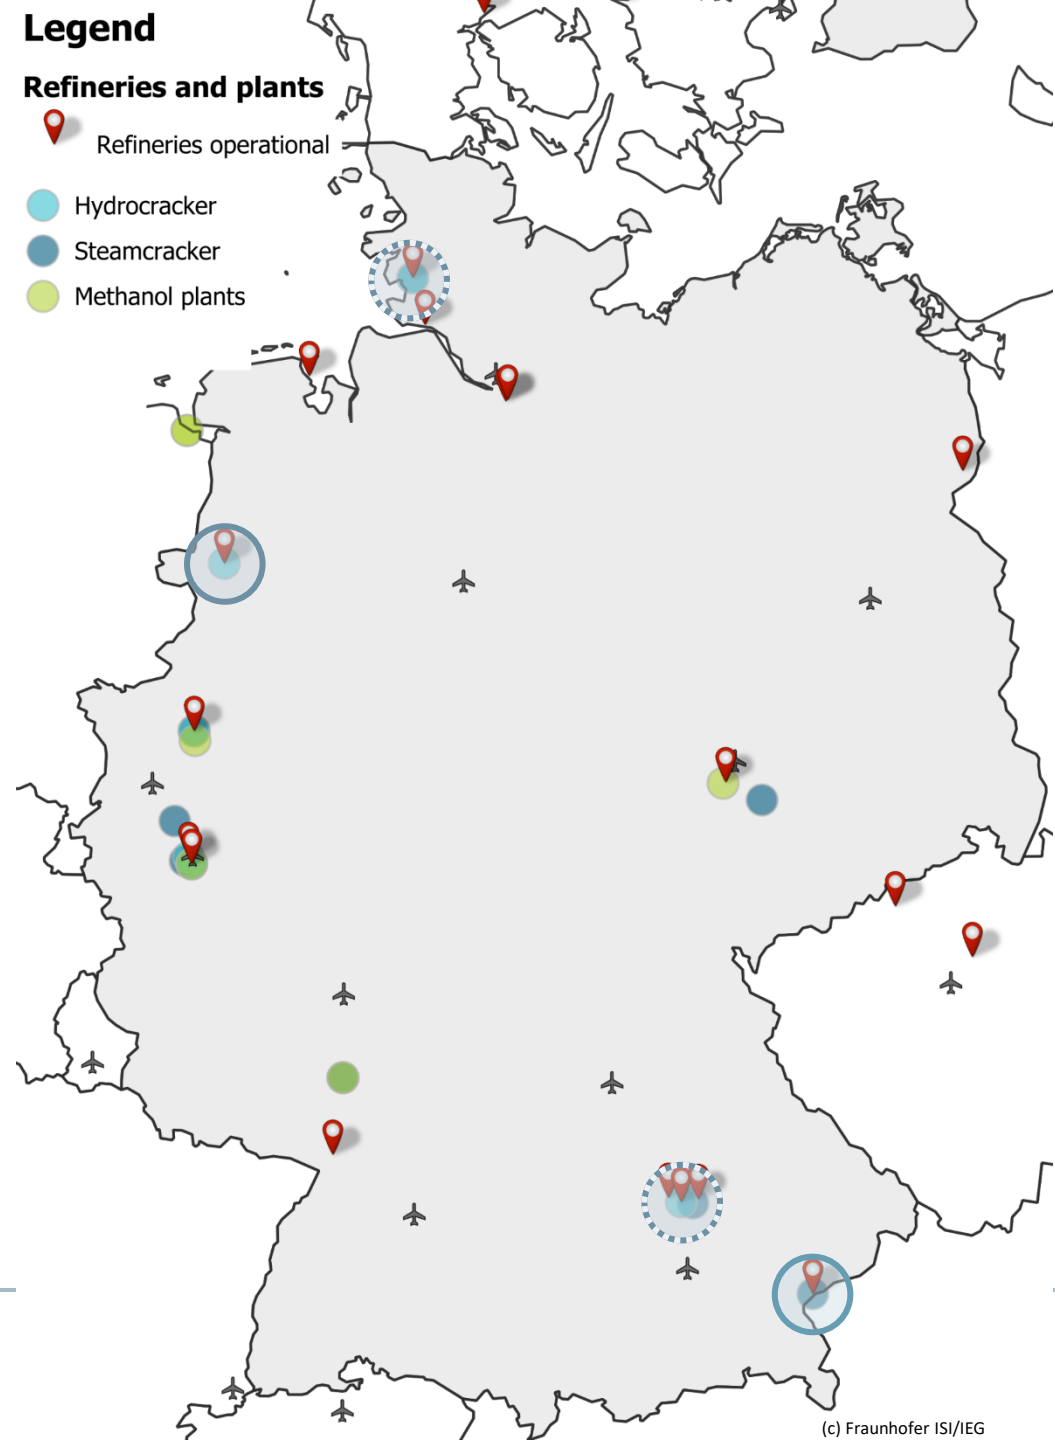 Legend
Refineries and plants
Refineries operational
Hydrocracker
Steamcracker
Methanol plants
(c) Fraunhofer ISI/IEG